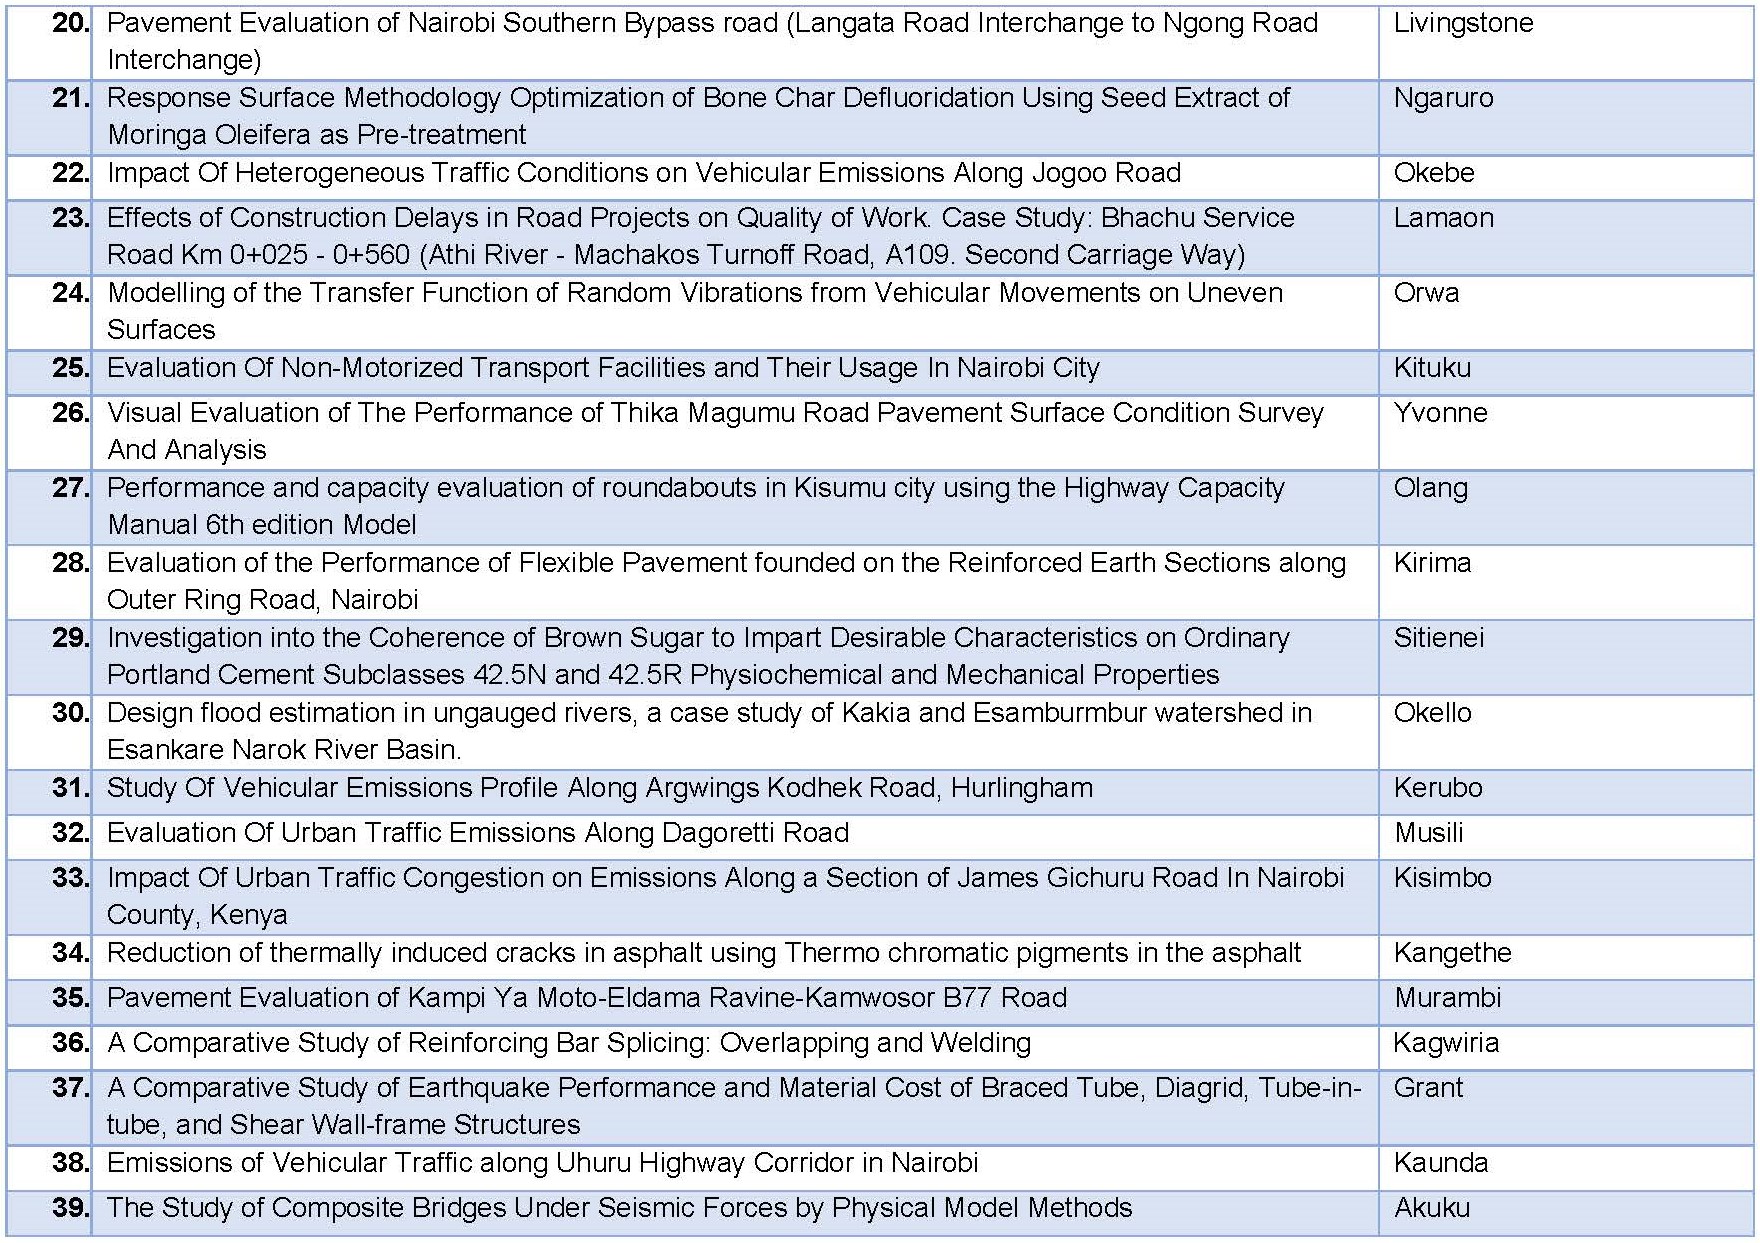 20. Pavement Evaluation of Nairobi Southern Bypass road (Langata Road Interchange to Ngong Road Livingstone
Interchange)
21. Response Surface Methodology Optimization of Bone Char Defluoridation Using Seed Extract of Ngaruro
Moringa Oleifera as Pre-treatment
22. Impact Of Heterogeneous Traffic Conditions on Vehicular Emissions Along Jogoo Road Okebe
23. Effects of Construction Delays in Road Projects on Quality of Work. Case Study: Bhachu Service Lamaon
Road Km 0+025 - 0+560 (Athi River - Machakos Turnoff Road, A109. Second Carriage Way)
24. Modelling of the Transfer Function of Random Vibrations from Vehicular Movements on Uneven Orwa
Surfaces
25. Evaluation Of Non-Motorized Transport Facilities and Their Usage In Nairobi City Kituku
26. Visual Evaluation of The Performance of Thika Magumu Road Pavement Surface Condition Survey Yvonne
And Analysis
27. Performance and capacity evaluation of roundabouts in Kisumu city using the Highway Capacity Olang
Manual 6th edition Model
28. Evaluation of the Performance of Flexible Pavement founded on the Reinforced Earth Sections along Kirima
Outer Ring Road, Nairobi
29. Investigation into the Coherence of Brown Sugar to Impart Desirable Characteristics on Ordinary Sitienei
Portland Cement Subclasses 42.5N and 42.5R Physiochemical and Mechanical Properties
30. Design flood estimation in ungauged rivers, a case study of Kakia and Esamburmbur watershed in Okello
Esankare Narok River Basin.
31. Study Of Vehicular Emissions Profile Along Argwings Kodhek Road, Hurlingham Kerubo
32. Evaluation Of Urban Traffic Emissions Along Dagoretti Road Musili
33. Impact Of Urban Traffic Congestion on Emissions Along a Section of James Gichuru Road In Nairobi Kisimbo
County, Kenya
34. Reduction of thermally induced cracks in asphalt using Thermo chromatic pigments in the asphalt Kangethe
35. Pavement Evaluation of Kampi Ya Moto-Eldama Ravine-Kamwosor B77 Road Murambi
36. A Comparative Study of Reinforcing Bar Splicing: Overlapping and Welding Kagwiria
37. A Comparative Study of Earthquake Performance and Material Cost of Braced Tube, Diagrid, Tube-in- Grant
tube, and Shear Wall-frame Structures
38. Emissions of Vehicular Traffic along Uhuru Highway Corridor in Nairobi Kaunda
39. The Study of Composite Bridges Under Seismic Forces by Physical Model Methods Akuku